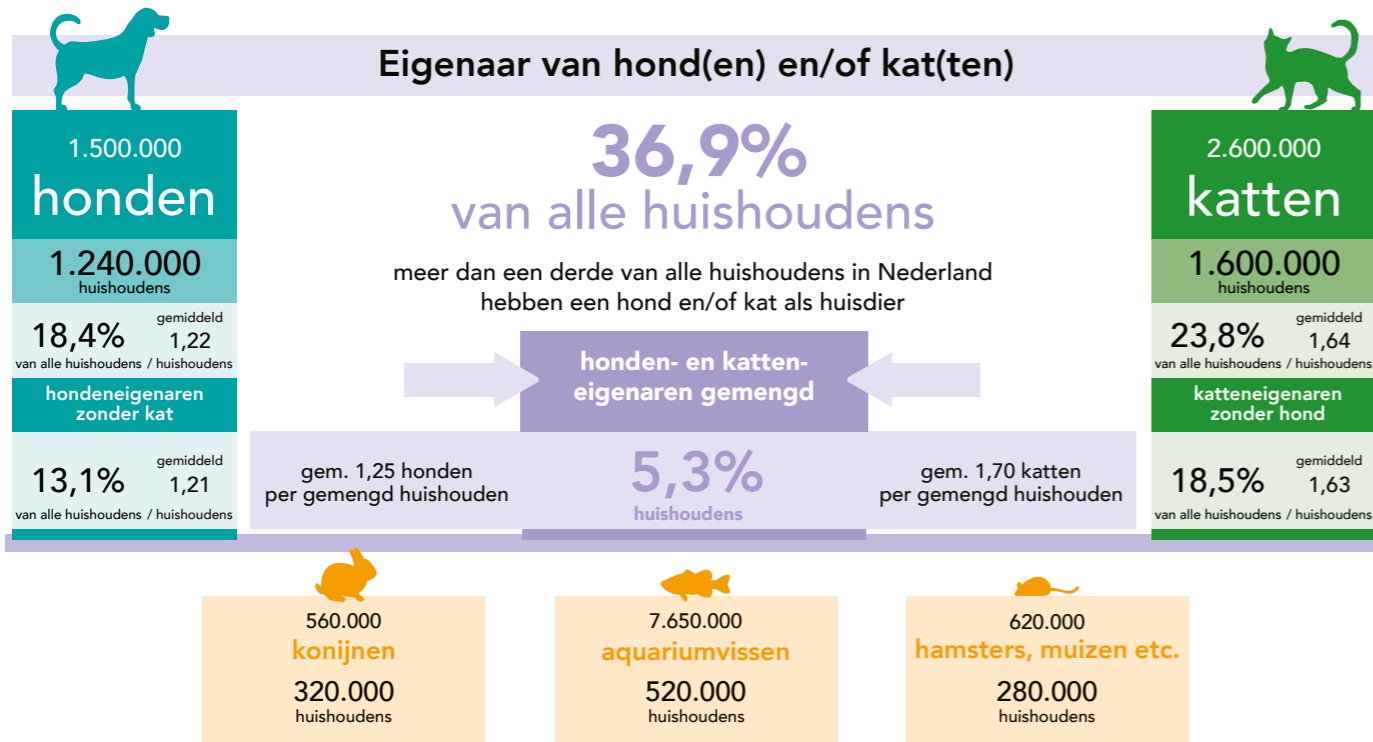 Eigenaar van hond(en) en/of kat(ten)
1.500.000
honden
1.240.000
huishoudens
18,4%
van alle huishoudens
gemiddeld
1,22
/ huishoudens
hondeneigenaren
zonder kat
13,1%
van alle huishoudens
gemiddeld
1,21
/ huishoudens
36,9%
van alle huishoudens
meer dan een derde van alle huishoudens in Nederland
hebben een hond en/of kat als huisdier
honden- en katten-
eigenaren gemengd
gem. 1,25 honden
per gemengd huishouden
5,3%
huishoudens
gem. 1,70 katten
per gemengd huishouden
2.600.000
katten
1.600.000
huishoudens
23,8%
van alle huishoudens
gemiddeld
1,64
/ huishoudens
katteneigenaren
zonder hond
18,5%
van alle huishoudens
gemiddeld
1,63
/ huishoudens
560.000
konijnen
320.000
huishoudens
7.650.000
aquariumvissen
520.000
huishoudens
620.000
hamsters, muizen etc.
280.000
huishoudens